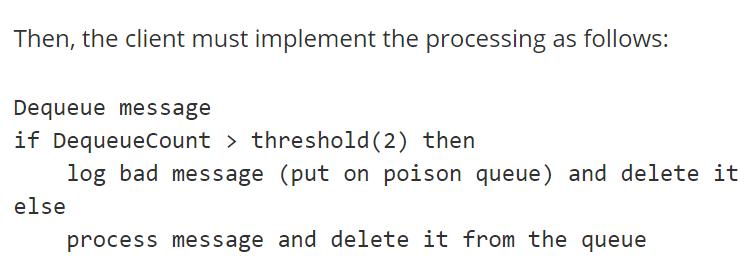 Then, the client must implement the processing as follows:
Dequeue message
if DequeueCount > threshold(2) then
    log bad message (put on poison queue) and delete it
else
    process message and delete it from the queue